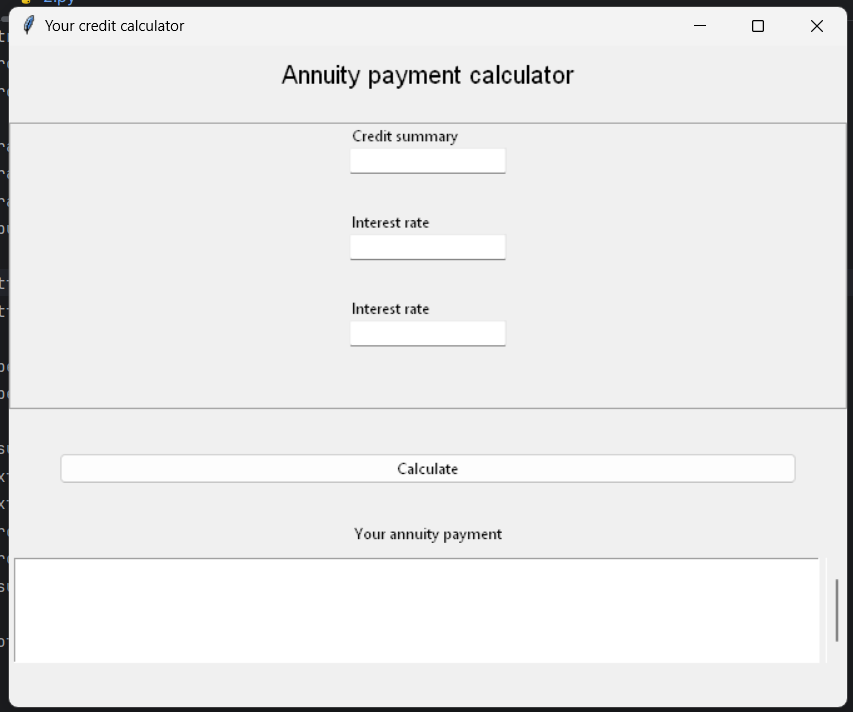 Your credit calculator
Annuity payment calculator
Credit summary
Interest rate
Interest rate
Calculate
Your annuity payment